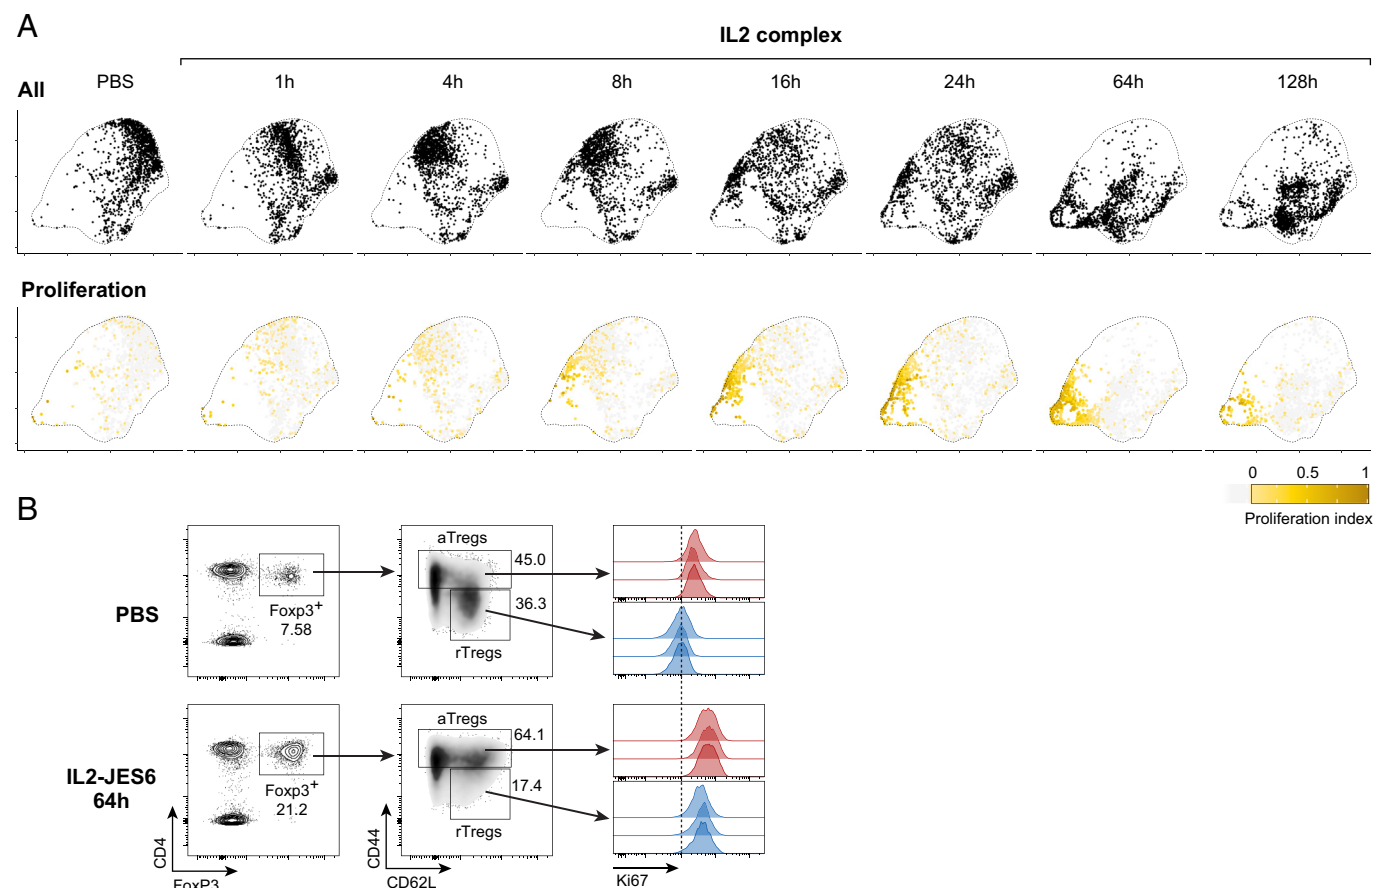 A
IL2 complex
All
PBS 1h 4h 8h 16h 24h 64h 128h
Proliferation
0 0.5 1
Proliferation index
B
PBS
Foxp3+
7.58
aTregs
45.0
36.3
rTregs
IL2-JES6
64h
Foxp3+
21.2
aTregs
64.1
17.4
rTregs
CD4
FoxP3
CD44
CD62L
Ki67